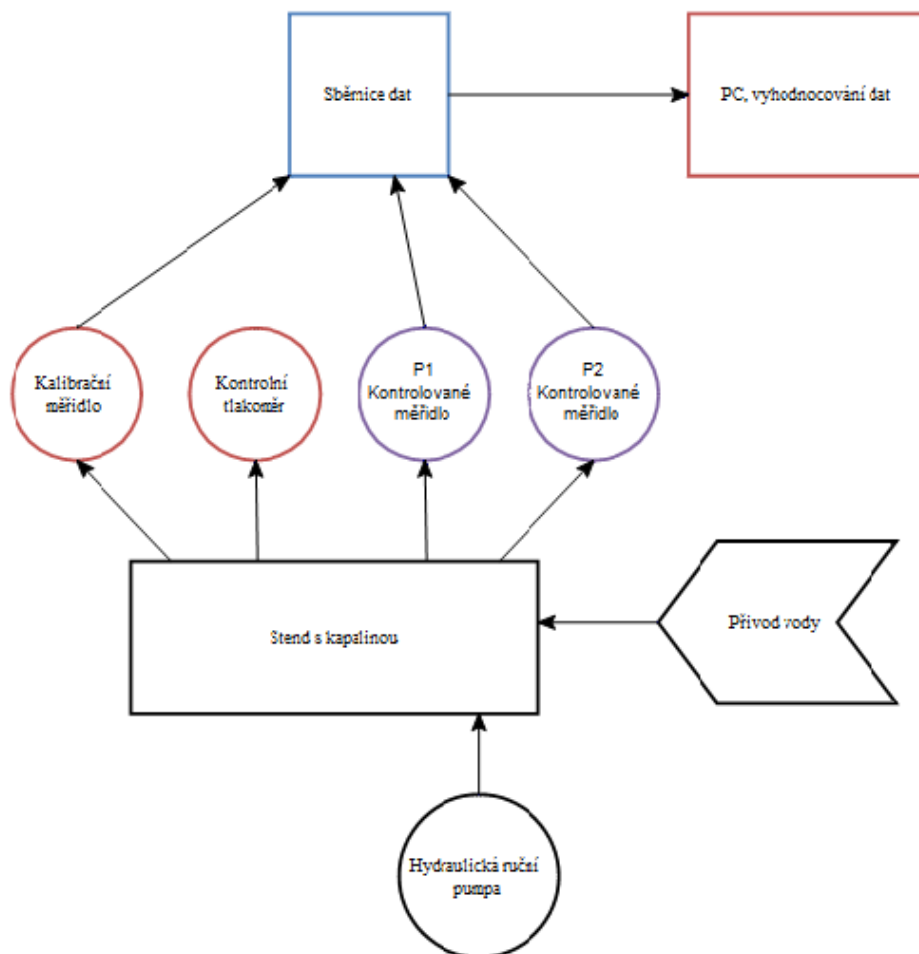 Sběrnice dat
PC, vyhodnocování dat
Kalibrační
měřidlo
Kontrolní
tlakoměr
P1
Kontrolované
měřidlo
P2
Kontrolované
měřidlo
Stend s kapalinou
Přívod vody
Hydraulická ruční
pumpa